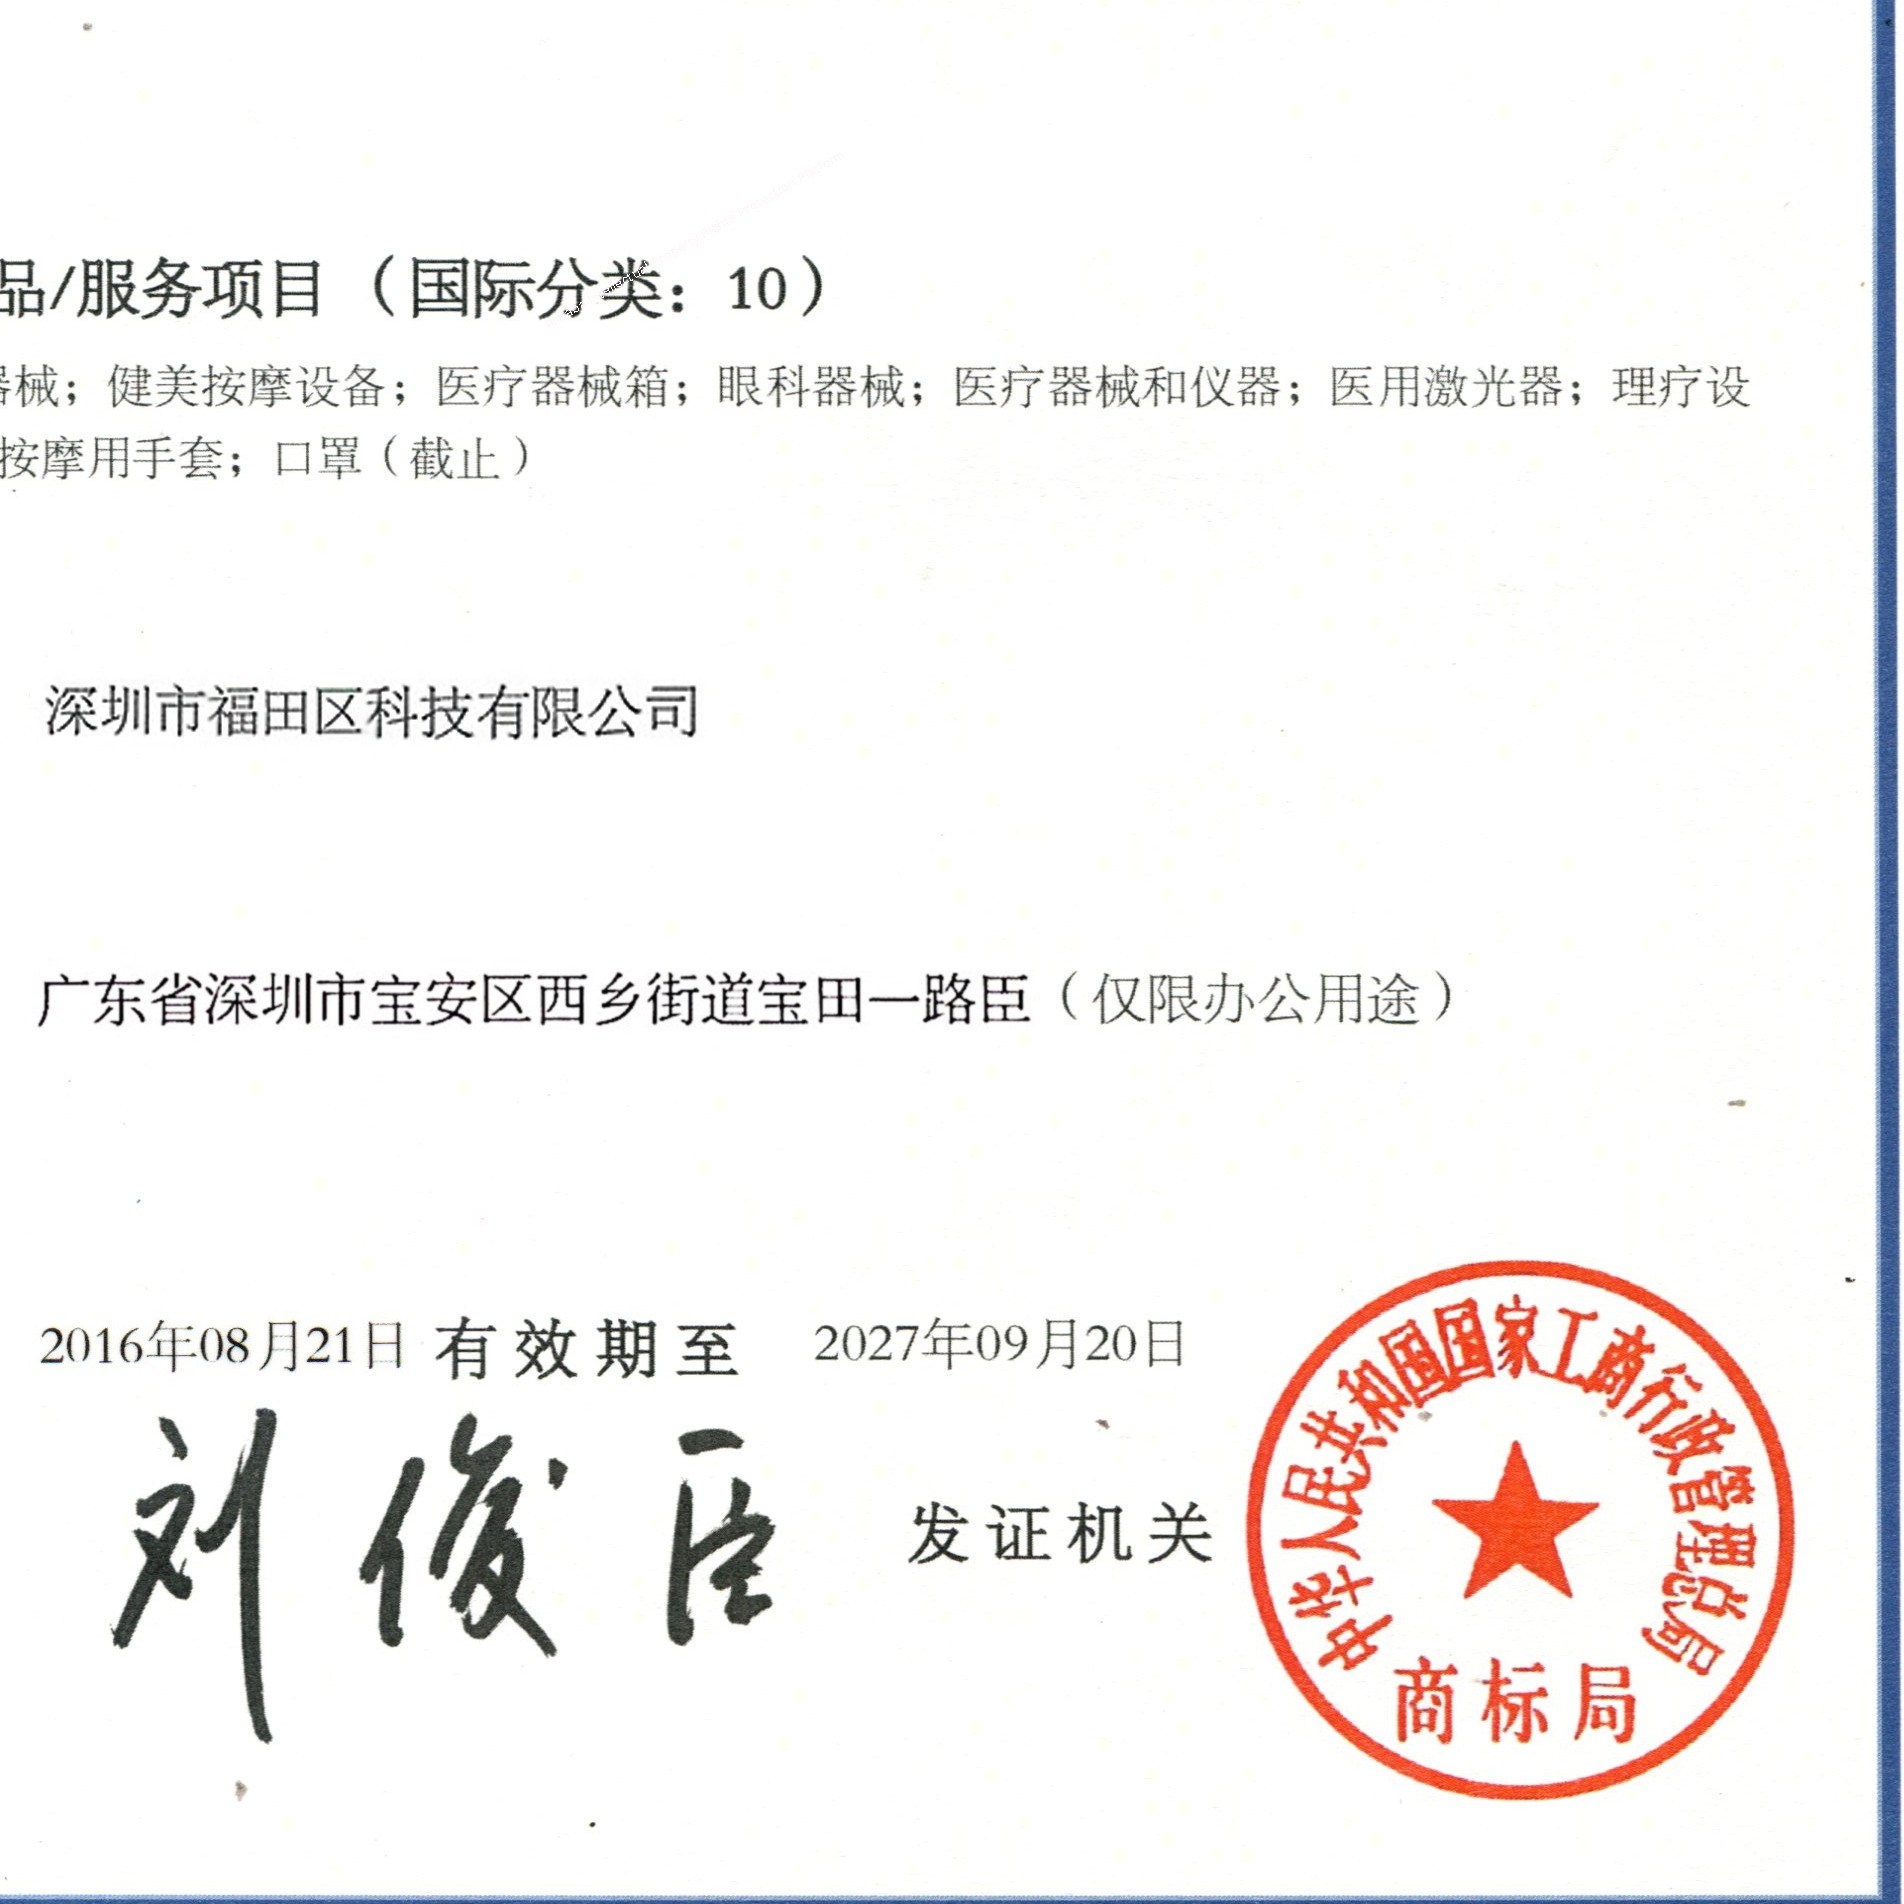 品/服务项目（国际分类：10）
器械；健美按摩设备；医疗器械箱；眼科器械；医疗器械和仪器；医用激光器；理疗设
按摩用手套；口罩（截止）
深圳市福田区科技有限公司
广东省深圳市宝安区西乡街道宝田一路臣（仅限办公用途）
2016年08月21日 有效期至 2027年09月20日
刘俊臣
发证机关
中华人民共和国国家工商行政管理总局
商标局